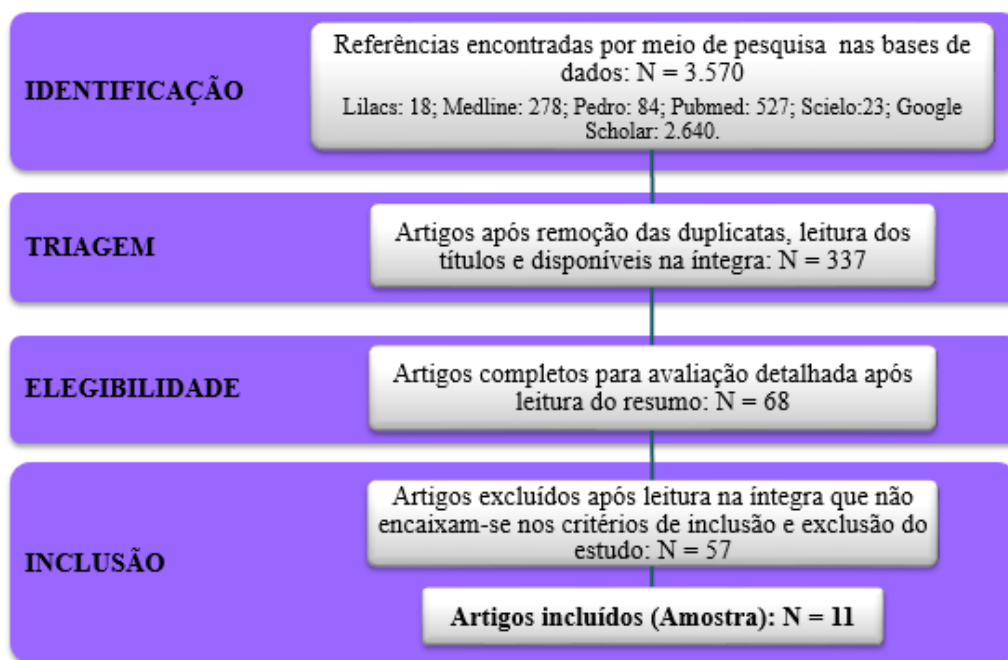 IDENTIFICAÇÃO
Referências encontradas por meio de pesquisa nas bases de
dados: N = 3.570
Lilacs: 18; Medline: 278; Pedro: 84; Pubmed: 527; Scielo:23; Google
Scholar: 2.640.
TRIAGEM
Artigos após remoção das duplicatas, leitura dos
títulos e disponíveis na íntegra: N = 337
ELEGIBILIDADE
Artigos completos para avaliação detalhada após
leitura do resumo: N = 68
INCLUSÃO
Artigos excluídos após leitura na íntegra que não
encaixam-se nos critérios de inclusão e exclusão do
estudo: N = 57
Artigos incluídos (Amostra): N = 11